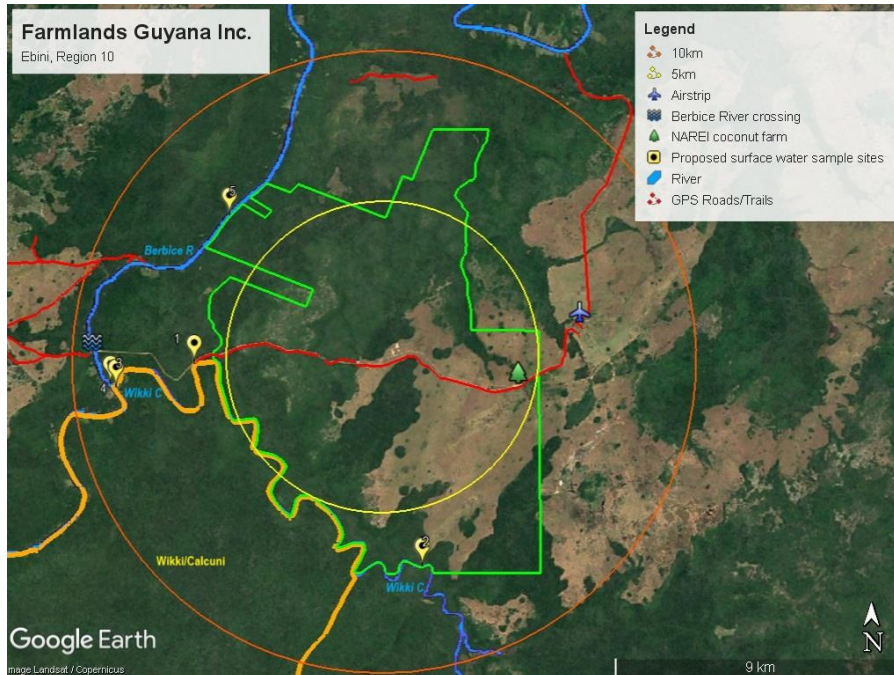 Farmlands Guyana Inc.
Ebini, Region 10
Legend
10km
5km
Airstrip
Berbice River crossing
NAREI coconut farm
Proposed surface water sample sites
River
GPS Roads/Trails
5
Berbice R
1
3
4
Wikki C
Wikki/Calcuni
2
Wikki C
Google Earth
mage Landsat / Copernicus
N
9 km